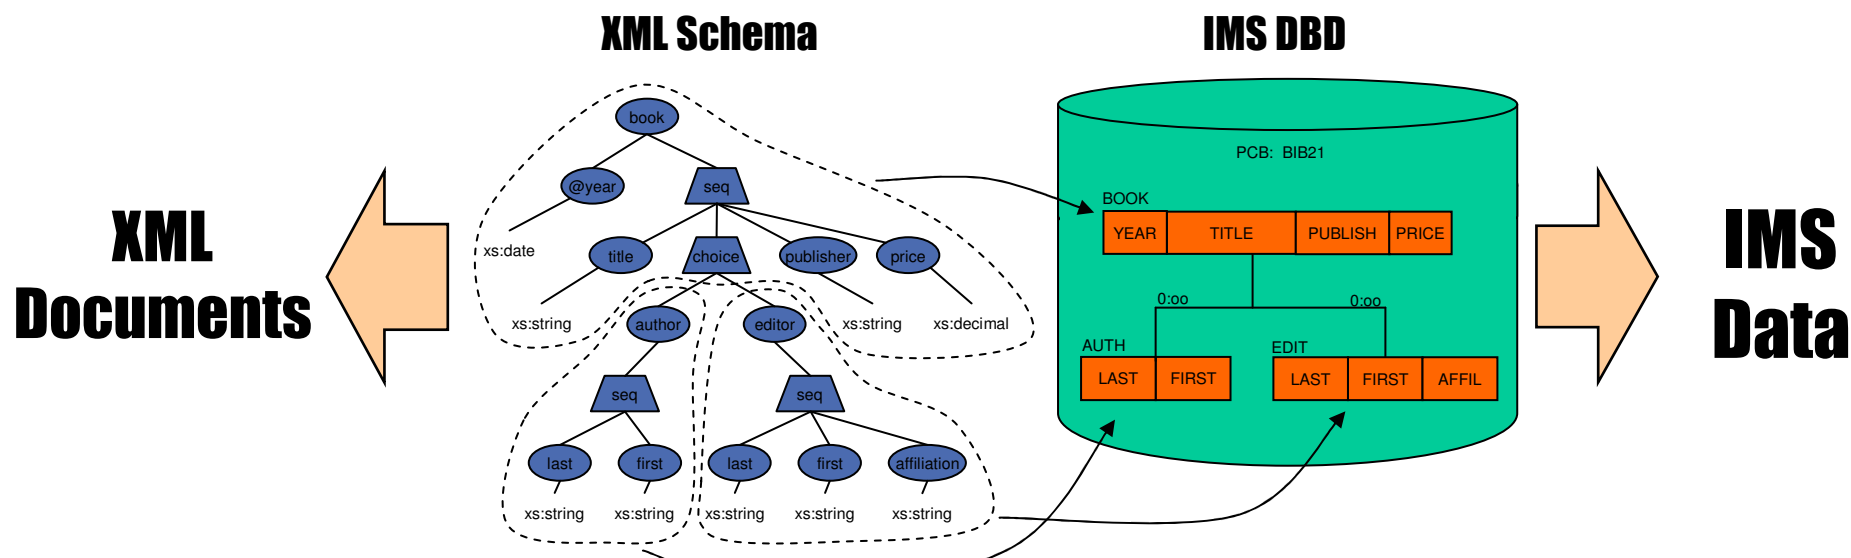 XML Schema
IMS DBD
XML
Documents
book
@year
seq
xs:date
title
choice
publisher
price
xs:string
author
editor
xs:string
xs:decimal
seq
seq
last
first
last
first
affiliation
xs:string
xs:string
xs:string
xs:string
xs:string
PCB: BIB21
BOOK
YEAR
TITLE
PUBLISH
PRICE
0:oo
0:oo
AUTH
EDIT
LAST
FIRST
LAST
FIRST
AFFIL
IMS
Data